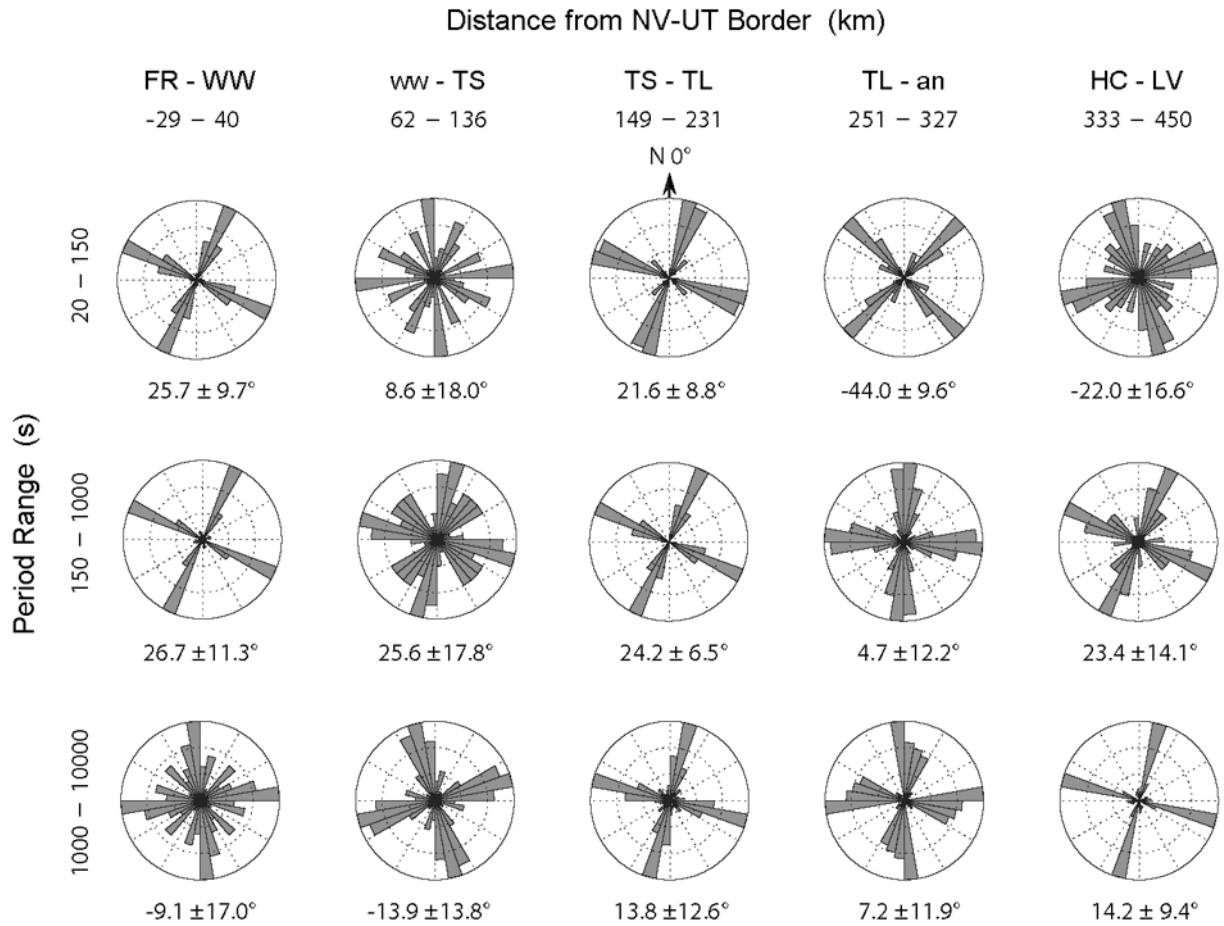 Distance from NV-UT Border (km)
FR - WW ww - TS TS - TL TL - an HC - LV
-29 – 40 62 – 136 149 – 231 251 – 327 333 – 450
N 0°
Period Range (s)
20 – 150
25.7 ± 9.7° 8.6 ±18.0° 21.6 ± 8.8° -44.0 ± 9.6° -22.0 ±16.6°
150 – 1000
26.7 ±11.3° 25.6 ±17.8° 24.2 ± 6.5° 4.7 ±12.2° 23.4 ±14.1°
1000 – 10000
-9.1 ±17.0° -13.9 ±13.8° 13.8 ±12.6° 7.2 ±11.9° 14.2 ± 9.4°